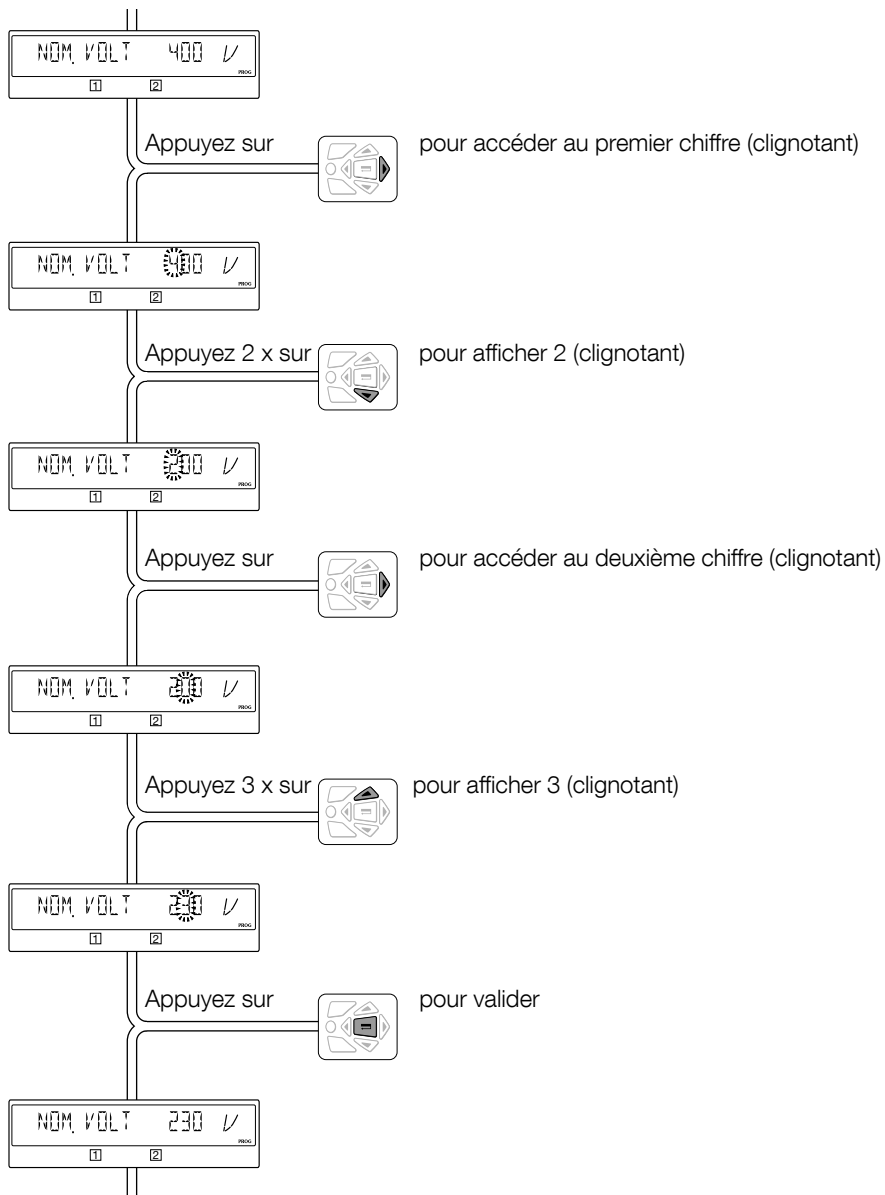 NOM. VOLT 400 V
PROG
1 2
Appuyez sur pour accéder au premier chiffre (clignotant)
NOM. VOLT 400 V
PROG
1 2
Appuyez 2 x sur pour afficher 2 (clignotant)
NOM. VOLT 200 V
PROG
1 2
Appuyez sur pour accéder au deuxième chiffre (clignotant)
NOM. VOLT 200 V
PROG
1 2
Appuyez 3 x sur pour afficher 3 (clignotant)
NOM. VOLT 230 V
PROG
1 2
Appuyez sur pour valider
NOM. VOLT 230 V
PROG
1 2